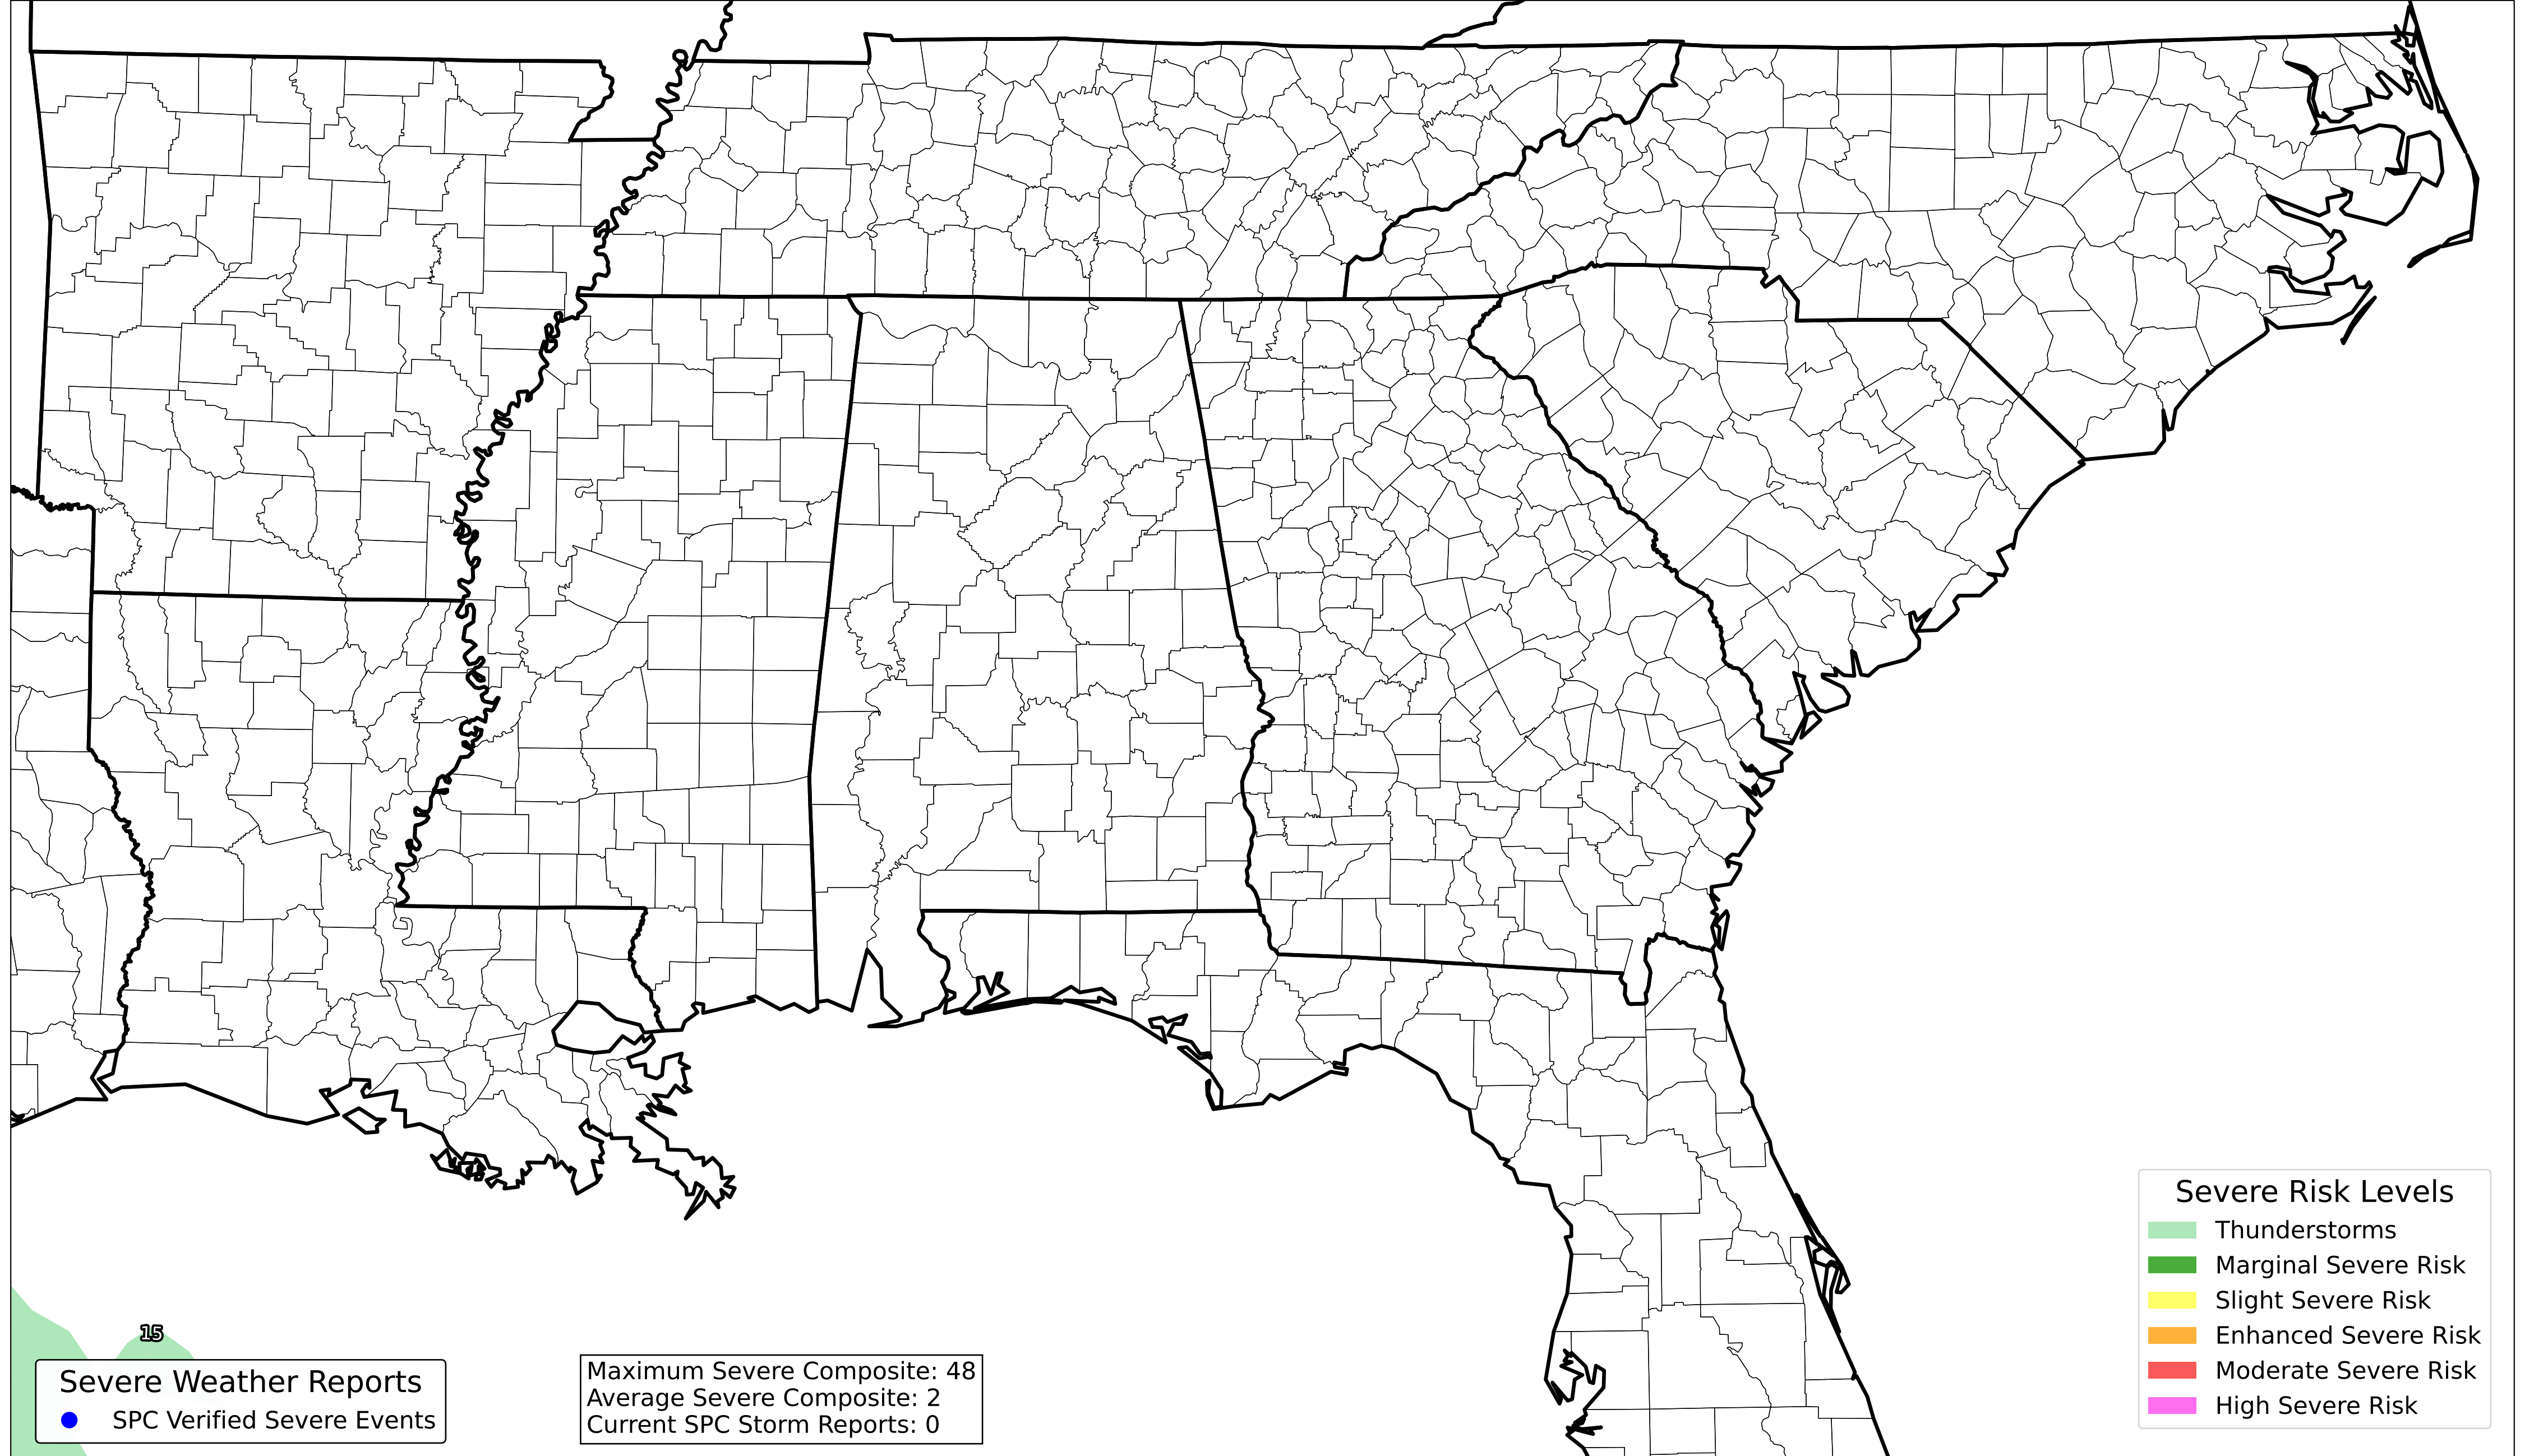 15
Severe Weather Reports
SPC Verified Severe Events
Maximum Severe Composite: 48
Average Severe Composite: 2
Current SPC Storm Reports: 0
Severe Risk Levels
Thunderstorms
Marginal Severe Risk
Slight Severe Risk
Enhanced Severe Risk
Moderate Severe Risk
High Severe Risk